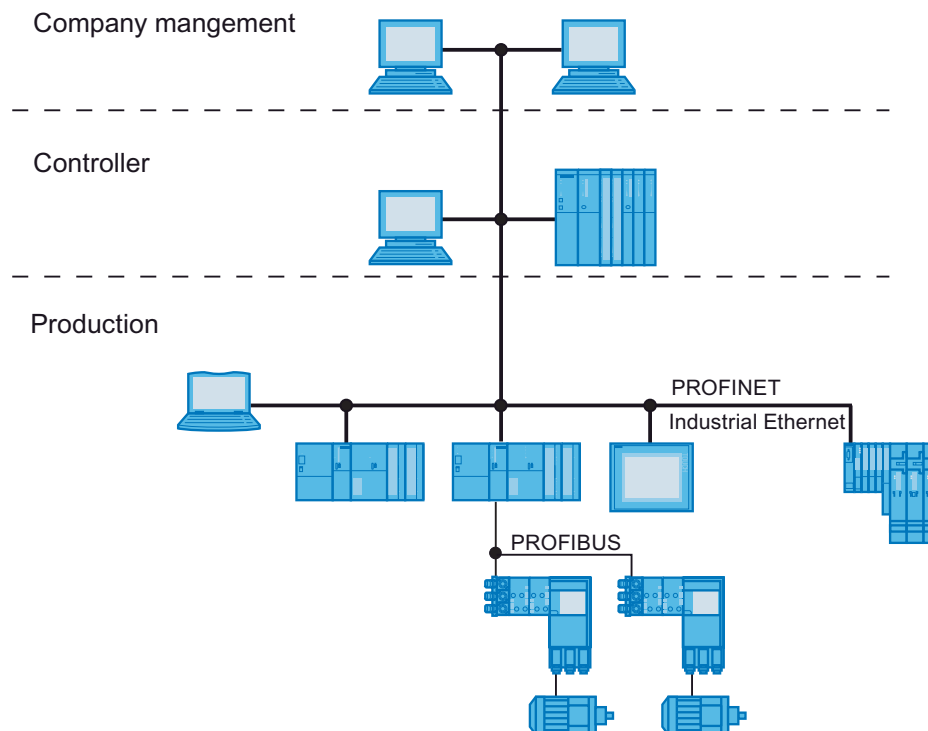 Company mangement
Controller
Production
PROFINET
Industrial Ethernet
PROFIBUS